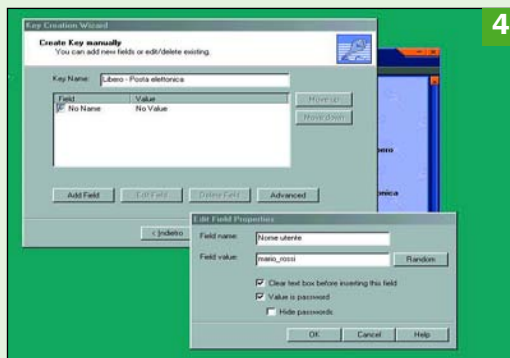 4
Key Creation Wizard
Create Key manually
You can add new fields or edit/delete existing.
Key Name: Libero - Posta elettonica
Field Value
No Name No Value
Move up
Move down
Add Field Edit Field Delete Field Advanced
< Indietro
Edit Field Properties
Field name: Nome utente
Field value: mario_rossi Random
Clear text box before inserting this field
Value is password
Hide passwords
OK Cancel Help